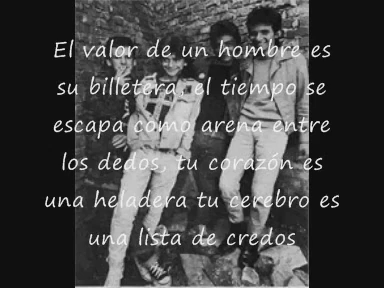 El valor de un hombre es
su billetera, el tiempo se
escapa como arena entre
los dedos, tu corazón es
una heladera tu cerebro es
una lista de credos